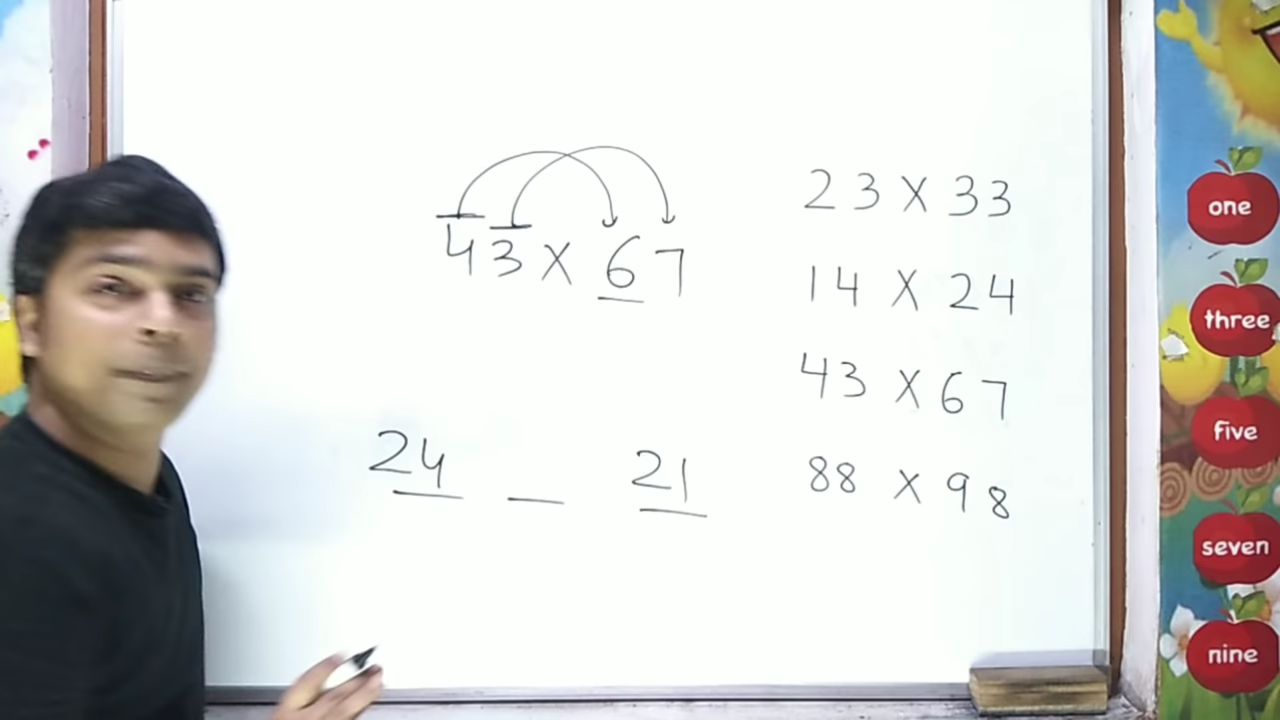 43 X 67
24 _ 21
23 X 33
14 X 24
43 X 67
88 X 98
one
three
five
seven
nine